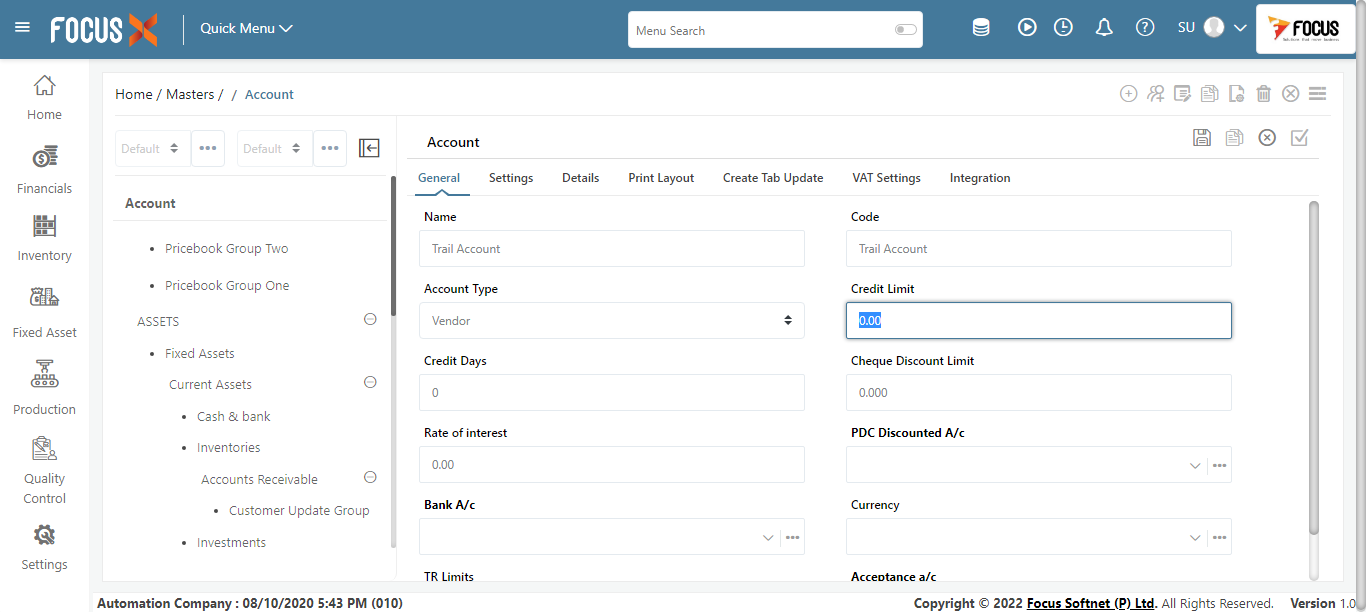 FOCUS X Quick Menu Menu Search SU FOCUS
Home / Masters / / Account
Home
Financials
Inventory
Fixed Asset
Production
Quality
Control
Settings
Default Default
Account
Pricebook Group Two
Pricebook Group One
ASSETS
Fixed Assets
Current Assets
Cash & bank
Inventories
Accounts Receivable
Customer Update Group
Investments
Account
General Settings Details Print Layout Create Tab Update VAT Settings Integration
Name Code
Trail Account Trail Account
Account Type Credit Limit
Vendor 0.00
Credit Days Cheque Discount Limit
0 0.000
Rate of interest PDC Discounted A/c
0.00
Bank A/c Currency
TR Limits Acceptance a/c
Automation Company : 08/10/2020 5:43 PM (010) Copyright © 2022 Focus Softnet (P) Ltd. All Rights Reserved. Version 1.0